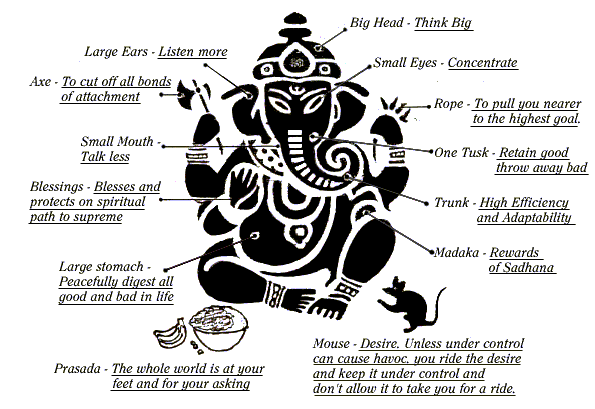 Big Head - Think Big
Large Ears - Listen more
Small Eyes - Concentrate
Axe - To cut off all bonds
of attachment
Rope - To pull you nearer
to the highest goal.
Small Mouth -
Talk less
One Tusk - Retain good
throw away bad
Blessings - Blesses and
protects on spiritual
path to supreme
Trunk - High Efficiency
and Adaptability
Madaka - Rewards
of Sadhana
Large stomach -
Peacefully digest all
good and bad in life
Mouse - Desire. Unless under control
can cause havoc. you ride the desire
and keep it under control and
don't allow it to take you for a ride.
Prasada - The whole world is at your
feet and for your asking